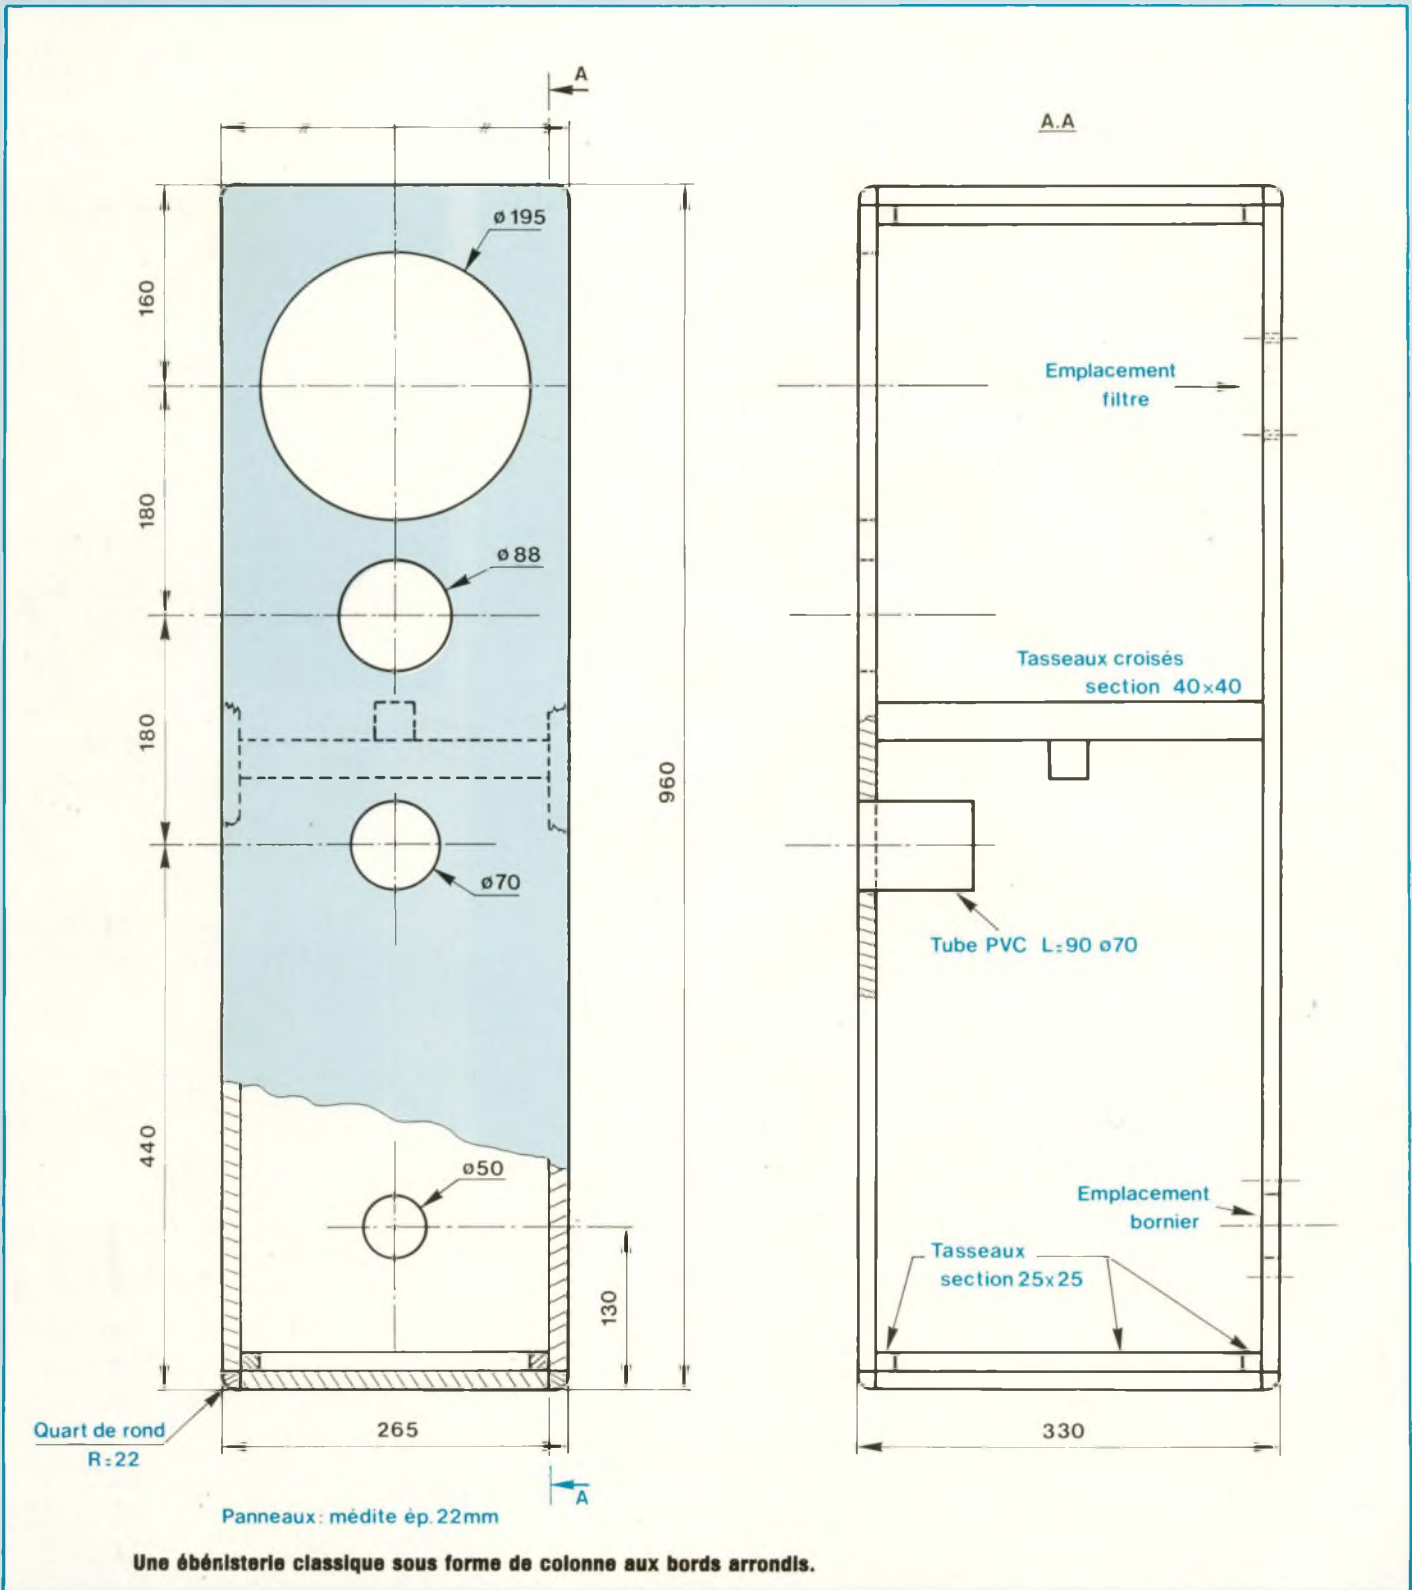 A
A.A
ø 195
160
Emplacement
filtre
180
ø 88
Tasseaux croisés
section 40×40
180
960
ø70
Tube PVC L=90 ø70
440
ø50
Emplacement
bornier
Tasseaux
section 25×25
130
Quart de rond
R=22
265
330
A
Panneaux: médite ép. 22mm
Une ébénisterie classique sous forme de colonne aux bords arrondis.